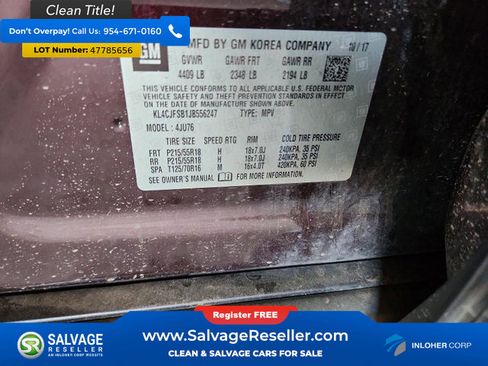 Clean Title!
Don't Overpay! Call Us: 954-671-0160
Lot Number: 47785656
GM
MFD BY GM KOREA COMPANY 10/17
GVWR GAWR FRT GAWR RR
4409 LB 2348 LB 2194 LB
THIS VEHICLE CONFORMS TO ALL APPLICABLE U.S. FEDERAL MOTOR
VEHICLE SAFETY AND THEFT PREVENTION STANDARDS IN EFFECT ON THE
DATE OF MANUFACTURE SHOWN ABOVE.
KL4CJFSB1JB556247 TYPE: MPV
MODEL : 4JU76
TIRE SIZE SPEED RTG RIM COLD TIRE PRESSURE
FRT P215/55R18 H 18x7.0J 240KPA, 35 PSI
RR P215/55R18 H 18x7.0J 240KPA, 35 PSI
SPA T125/70R16 M 16x4.0T 420KPA, 60 PSI
SEE OWNER'S MANUAL FOR MORE INFORMATION
Register FREE!
SALVAGE
RESELLER
AN INLOHER CORP WEBSITE
www.SalvageReseller.com
CLEAN & SALVAGE CARS FOR SALE
INLOHER CORP